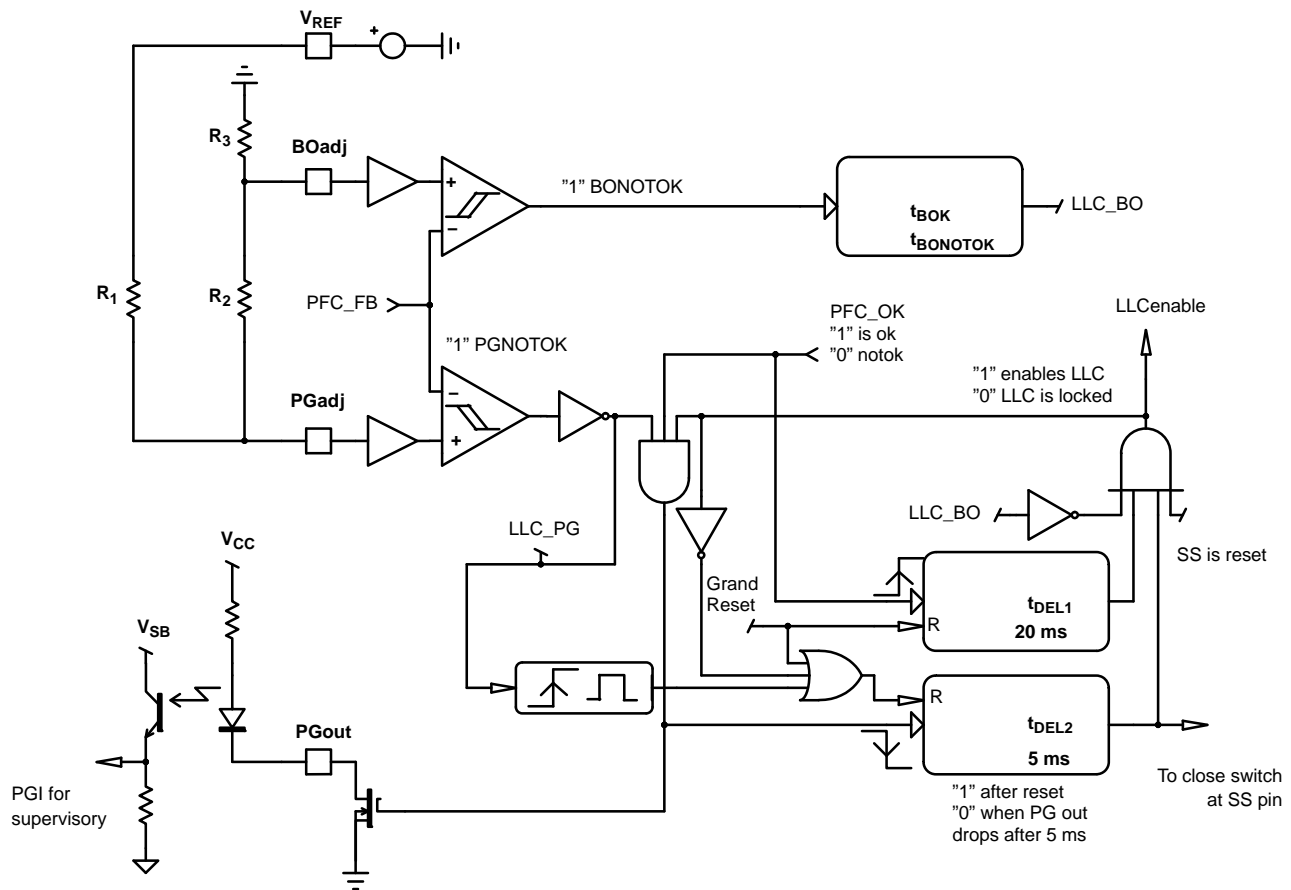 VREF
+
R3
BOadj
+
−
"1" BONOTOK
tBOK
tBONOTOK
LLC_BO
R1
R2
PFC_FB
PFC_OK
"1" is ok
"0" notok
LLCenable
"1" PGNOTOK
"1" enables LLC
"0" LLC is locked
PGadj
−
+
LLC_PG
LLC_BO
SS is reset
VCC
Grand
Reset
tDEL1
20 ms
R
VSB
R
tDEL2
5 ms
PGout
PGI for
supervisory
"1" after reset
"0" when PG out
drops after 5 ms
To close switch
at SS pin